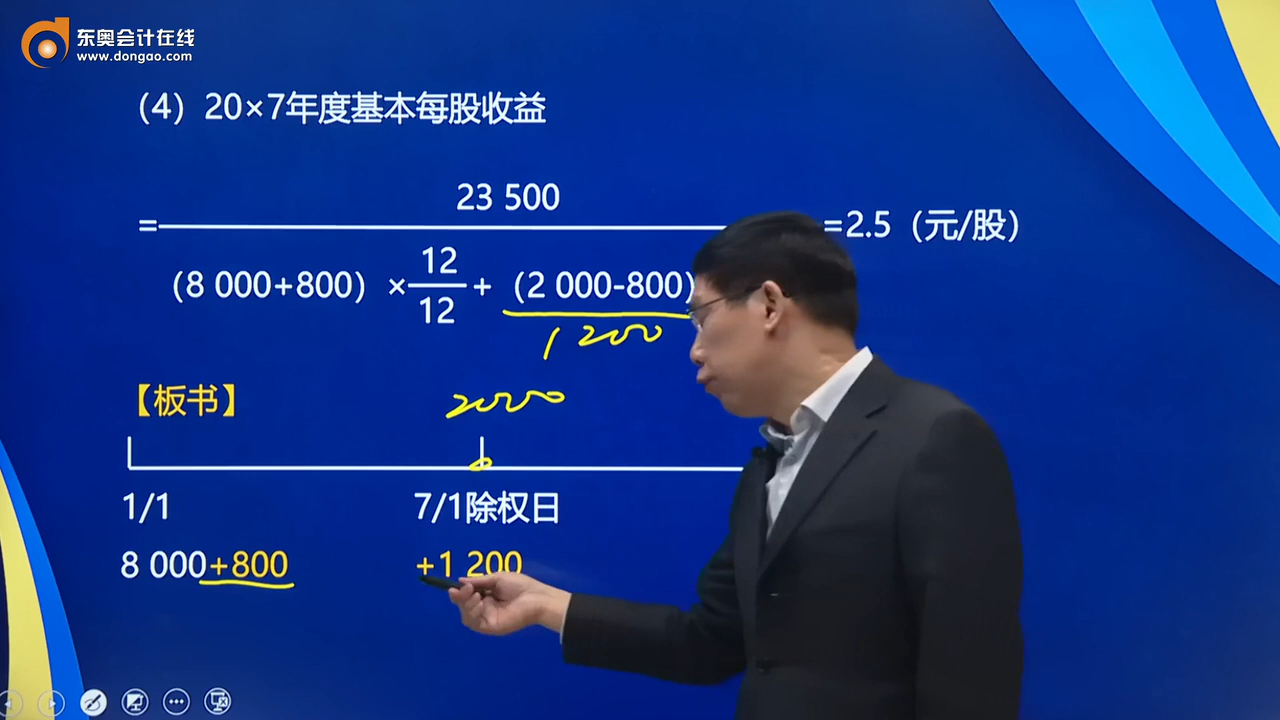 东奥会计在线
www.dongao.com
（4）20×7年度基本每股收益
23 500
=
=2.5（元/股）
（8 000+800）×12/12+（2 000-800）
1200
【板书】
2000
1/1
7/1除权日
8 000+800
+1 200